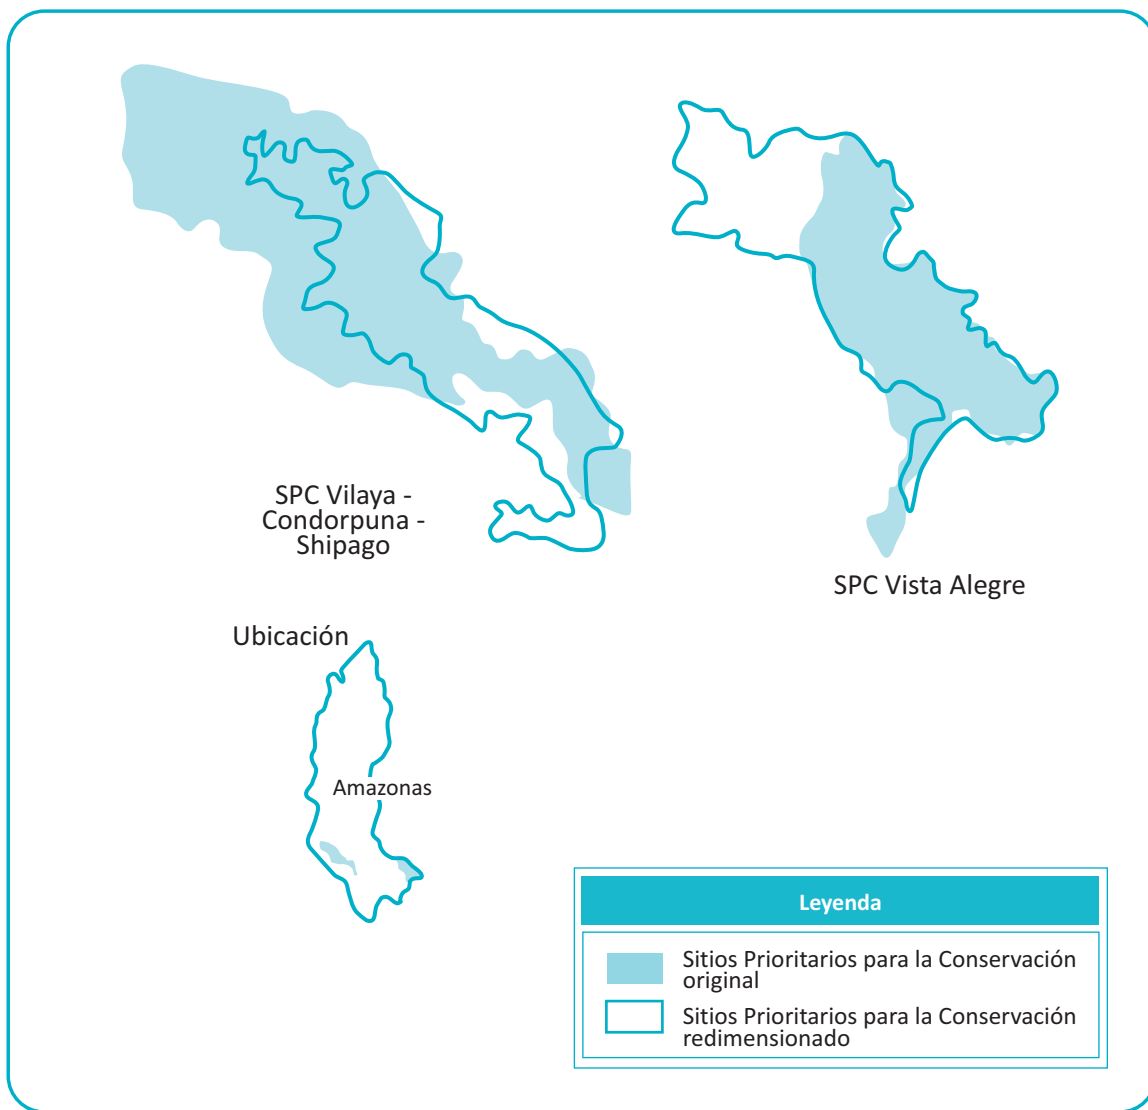 SPC Vilaya -
Condorpuna -
Shipago
SPC Vista Alegre
Ubicación
Amazonas
Leyenda
Sitios Prioritarios para la Conservación
original
Sitios Prioritarios para la Conservación
redimensionado